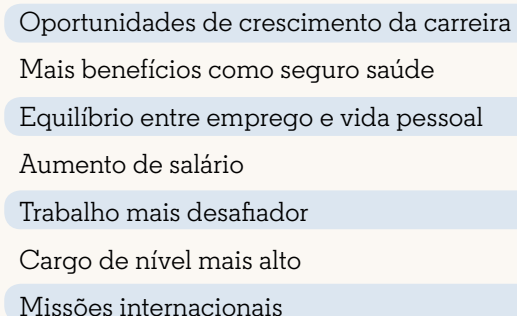 Oportunidades de crescimento da carreira
Mais benefícios como seguro saúde
Equilíbrio entre emprego e vida pessoal
Aumento de salário
Trabalho mais desafiador
Cargo de nível mais alto
Missões internacionais